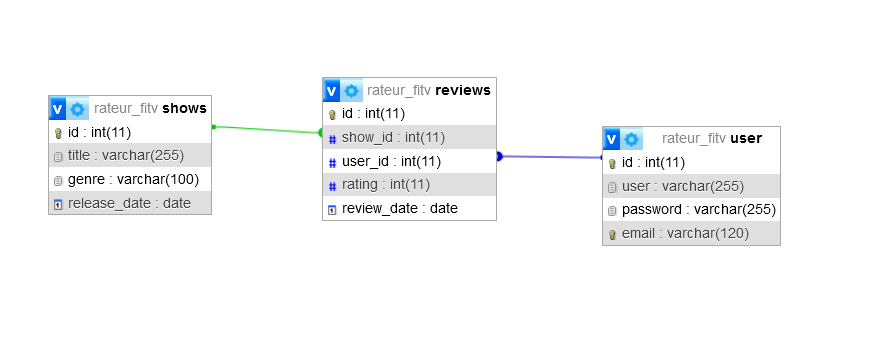 v rateur_fitv shows
id : int(11)
title : varchar(255)
genre : varchar(100)
release_date : date
v rateur_fitv reviews
id : int(11)
# show_id : int(11)
# user_id : int(11)
# rating : int(11)
review_date : date
v rateur_fitv user
id : int(11)
user : varchar(255)
password : varchar(255)
email : varchar(120)